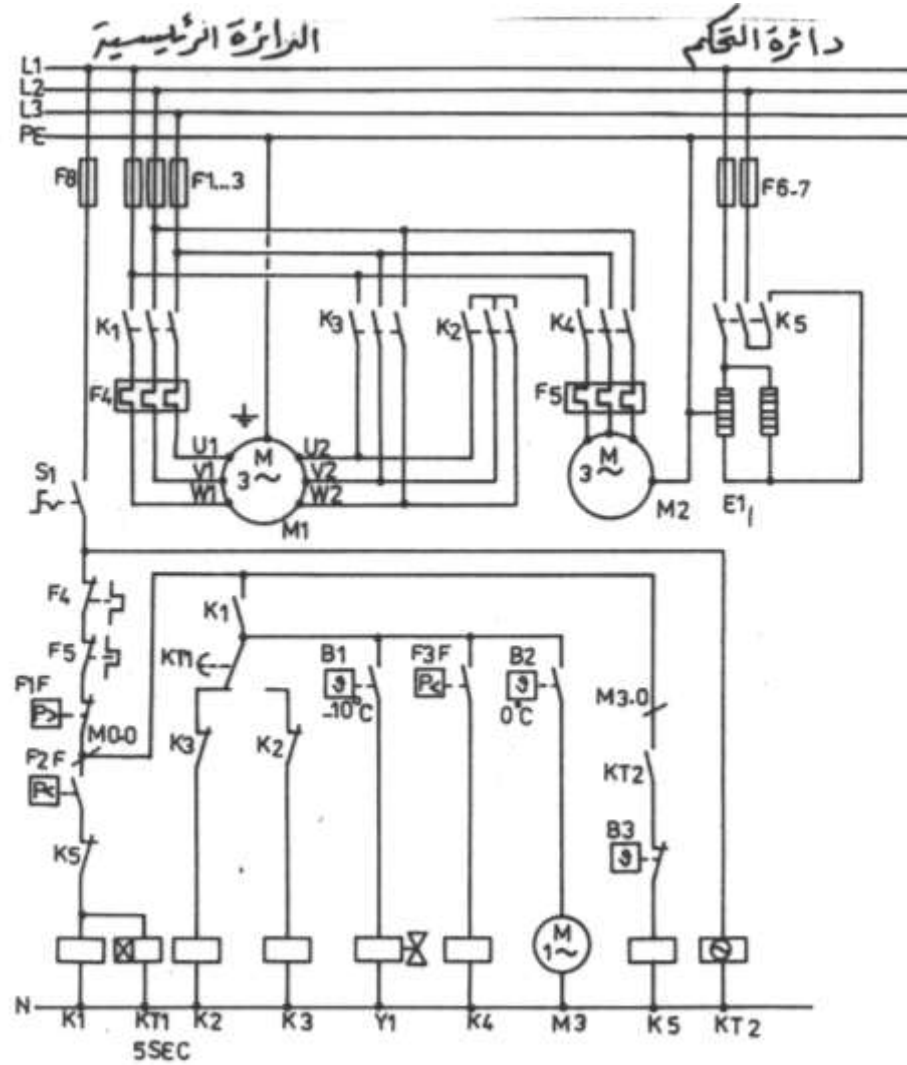 الدائرة الرئيسية دائرة التحكم
L1
L2
L3
PE
F8 F1...3 F6-7
K1 K3 K2 K4 K5
F4 F5
U1 U2
M
V1 3~ V2
W1 W2
M1
M
3~
M2
E1
S1
F4
K1
F5 KT1 B1 F3F B2
F1F P> -10°C P< 0°C M3.0
M0.0
F2F K3 K2 KT2
P<
B3
K5
M
1~
N
K1 KT1 K2 K3 Y1 K4 M3 K5 KT2
5SEC